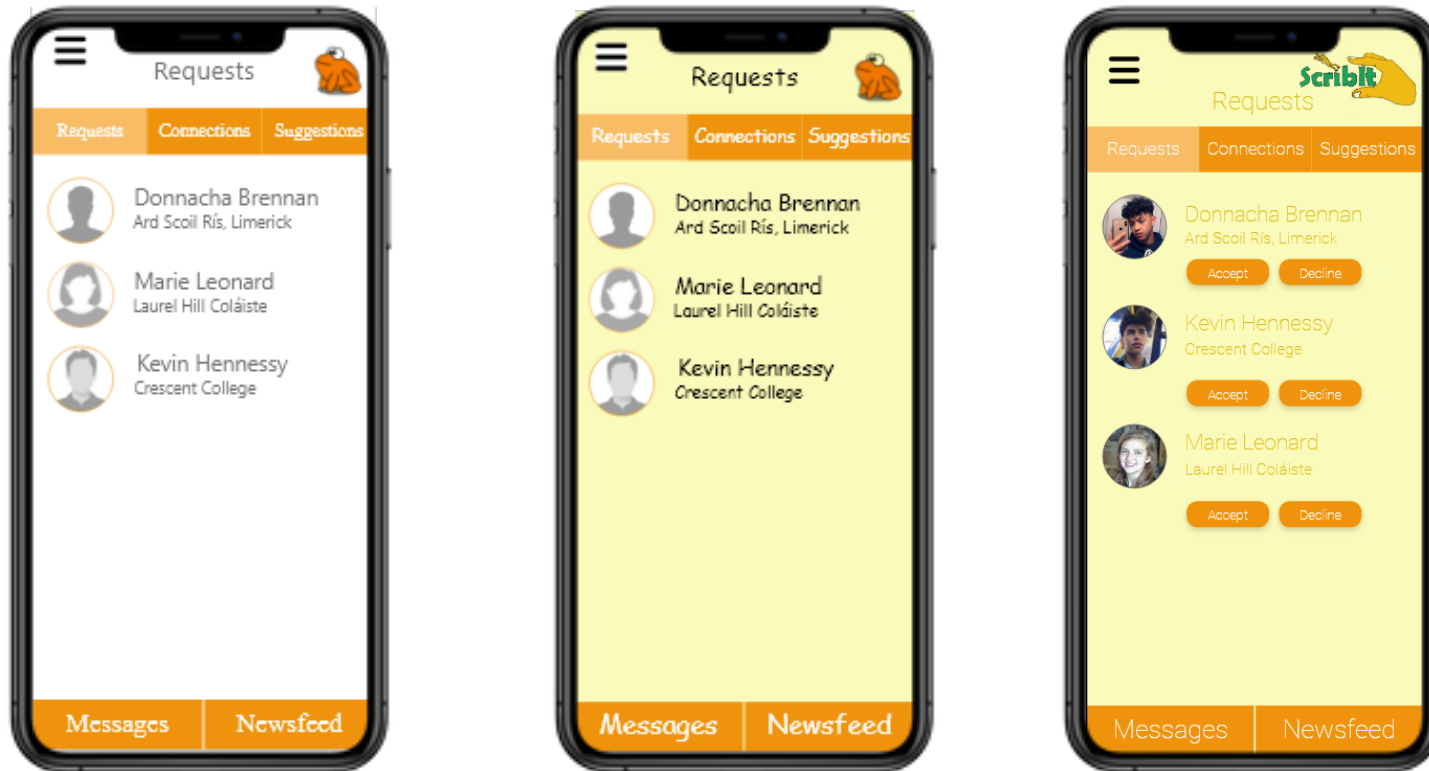 Requests
Requests Connections Suggestions
Donnacha Brennan
Ard Scoil Rís, Limerick
Marie Leonard
Laurel Hill Coláiste
Kevin Hennessy
Crescent College
Messages Newsfeed
Requests
Requests Connections Suggestions
Donnacha Brennan
Ard Scoil Rís, Limerick
Marie Leonard
Laurel Hill Coláiste
Kevin Hennessy
Crescent College
Messages Newsfeed
ScribIt
Requests
Requests Connections Suggestions
Donnacha Brennan
Ard Scoil Rís, Limerick
Accept Decline
Kevin Hennessy
Crescent College
Accept Decline
Marie Leonard
Laurel Hill Coláiste
Accept Decline
Messages Newsfeed